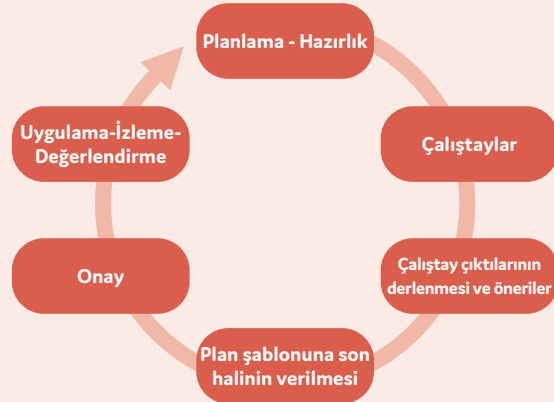 Planlama - Hazırlık
Çalıştaylar
Çalıştay çıktılarının
derlenmesi ve öneriler
Plan şablonuna son
halinin verilmesi
Onay
Uygulama-İzleme-
Değerlendirme